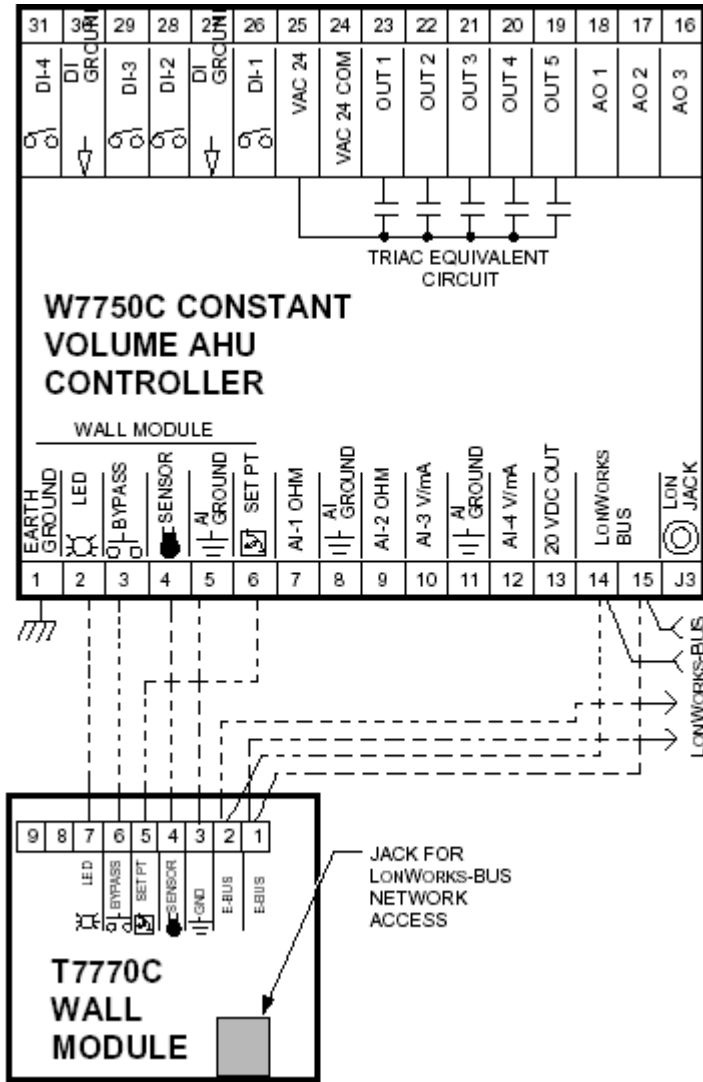 31 30 29 28 27 26 25 24 23 22 21 20 19 18 17 16
DI-4
DI
GROUND
DI-3
DI-2
DI
GROUND
DI-1
VAC 24
VAC 24 COM
OUT 1
OUT 2
OUT 3
OUT 4
OUT 5
AO 1
AO 2
AO 3
TRIAC EQUIVALENT
CIRCUIT
W7750C CONSTANT
VOLUME AHU
CONTROLLER
WALL MODULE
EARTH
GROUND
LED
BYPASS
SENSOR
AI
GROUND
SET PT
AI-1 OHM
AI
GROUND
AI-2 OHM
AI-3 V/mA
AI
GROUND
AI-4 V/mA
20 VDC OUT
LONWORKS
BUS
LON
JACK
1 2 3 4 5 6 7 8 9 10 11 12 13 14 15 J3
LONWORKS-BUS
9 8 7 6 5 4 3 2 1
LED
BYPASS
SET PT
SENSOR
GND
E-BUS
E-BUS
JACK FOR
LONWORKS-BUS
NETWORK
ACCESS
T7770C
WALL
MODULE